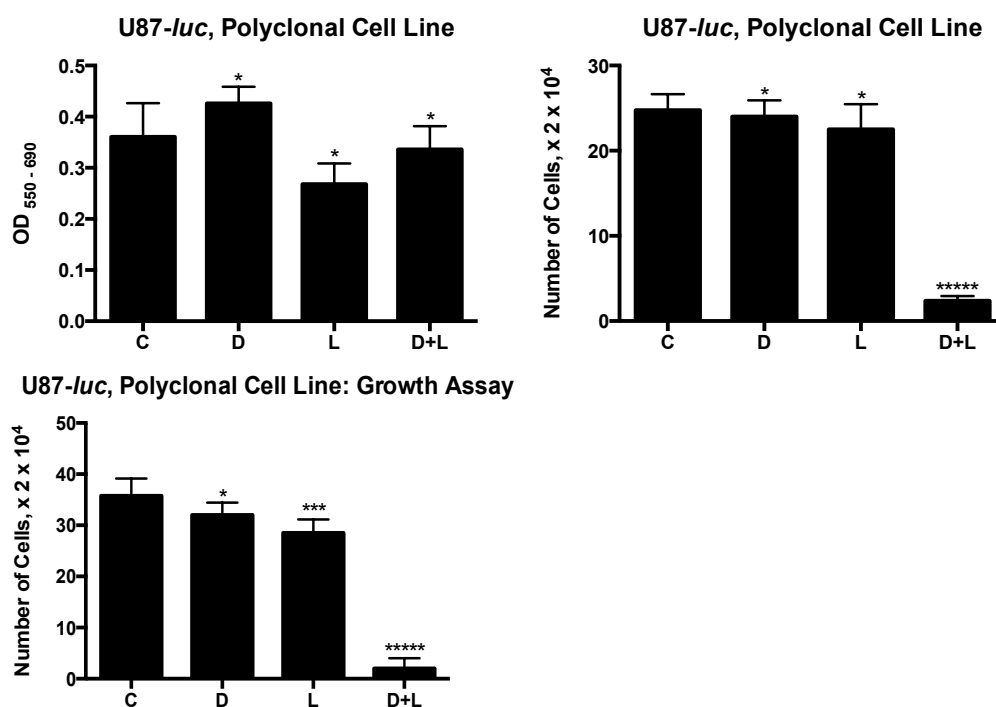 U87-luc, Polyclonal Cell Line
OD 550 - 690
0.5
0.4
0.3
0.2
0.1
0.0
*
*
*
C D L D+L
U87-luc, Polyclonal Cell Line
Number of Cells, x 2 x 10⁴
30
20
10
0
*
*
*****
C D L D+L
U87-luc, Polyclonal Cell Line: Growth Assay
Number of Cells, x 2 x 10⁴
50
40
30
20
10
0
*
***
*****
C D L D+L